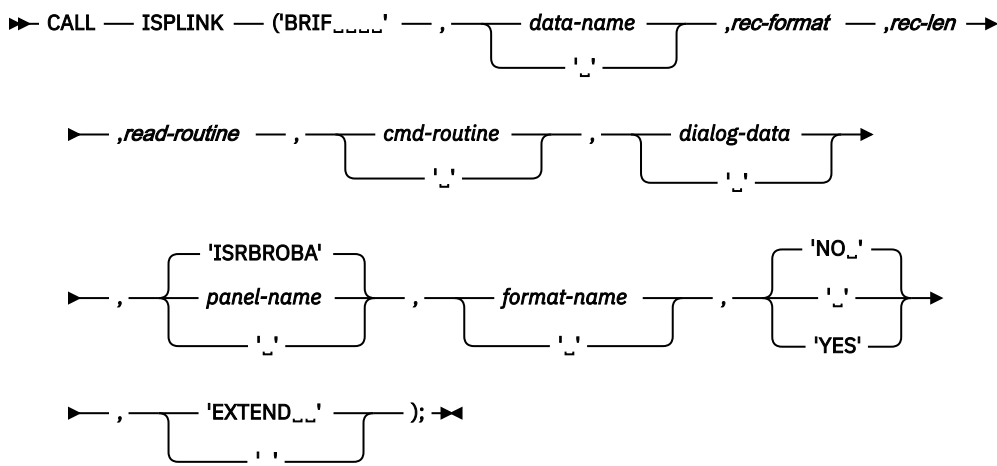 CALL ISPLINK ('BRIF␣␣␣␣' , data-name ,rec-format ,rec-len
'␣'
,read-routine , cmd-routine , dialog-data
'␣' '␣'
'ISRBROBA' 'NO␣'
, panel-name , format-name , '␣'
'␣' '␣' 'YES'
, 'EXTEND␣␣' );
' '